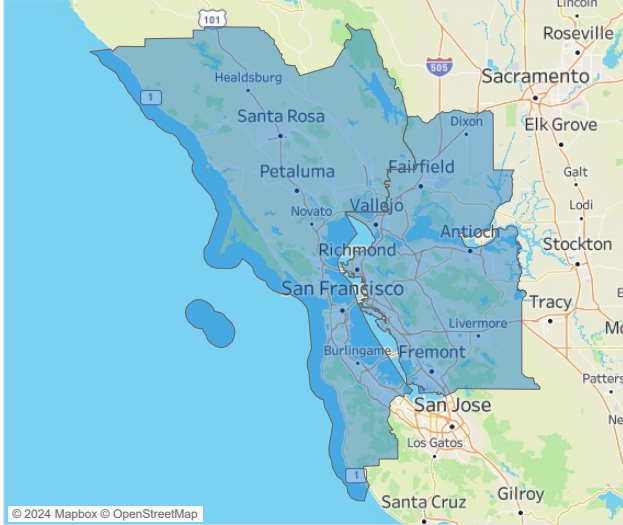 Lincoln
101
Roseville
505
Healdsburg
Sacramento
1
Santa Rosa
Dixon
Elk Grove
Fairfield
Petaluma
Galt
Vallejo
Novato
Lodi
Antioch
Stockton
Richmond
San Francisco
Tracy
Livermore
Burlingame
Fremont
San Jose
Los Gatos
1
Gilroy
Santa Cruz
© 2024 Mapbox © OpenStreetMap